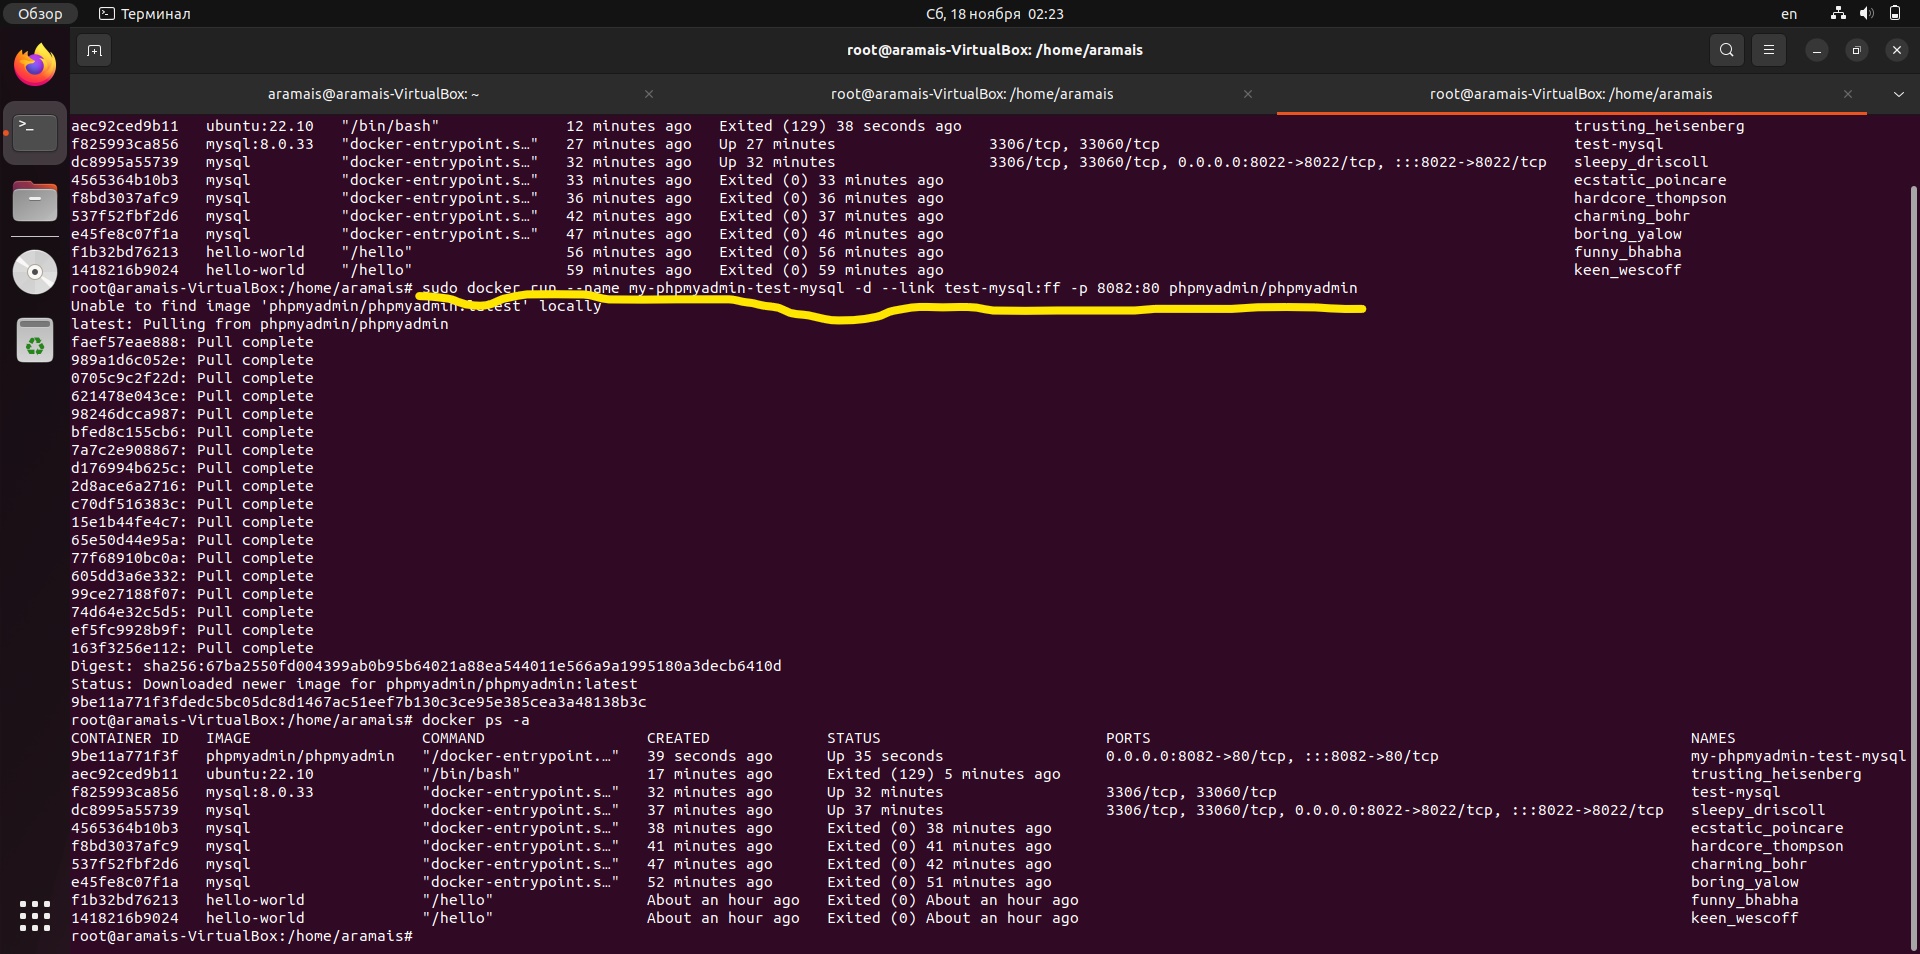 Обзор Терминал Сб, 18 ноября 02:23 en
root@aramais-VirtualBox: /home/aramais
aramais@aramais-VirtualBox: ~ root@aramais-VirtualBox: /home/aramais root@aramais-VirtualBox: /home/aramais
aec92ced9b11 ubuntu:22.10 "/bin/bash" 12 minutes ago Exited (129) 38 seconds ago trusting_heisenberg
f825993ca856 mysql:8.0.33 "docker-entrypoint.s…" 27 minutes ago Up 27 minutes 3306/tcp, 33060/tcp test-mysql
dc8995a55739 mysql "docker-entrypoint.s…" 32 minutes ago Up 32 minutes 3306/tcp, 33060/tcp, 0.0.0.0:8022->8022/tcp, :::8022->8022/tcp sleepy_driscoll
4565364b10b3 mysql "docker-entrypoint.s…" 33 minutes ago Exited (0) 33 minutes ago ecstatic_poincare
f8bd3037afc9 mysql "docker-entrypoint.s…" 36 minutes ago Exited (0) 36 minutes ago hardcore_thompson
537f52fbf2d6 mysql "docker-entrypoint.s…" 42 minutes ago Exited (0) 37 minutes ago charming_bohr
e45fe8c07f1a mysql "docker-entrypoint.s…" 47 minutes ago Exited (0) 46 minutes ago boring_yalow
f1b32bd76213 hello-world "/hello" 56 minutes ago Exited (0) 56 minutes ago funny_bhabha
1418216b9024 hello-world "/hello" 59 minutes ago Exited (0) 59 minutes ago keen_wescoff
root@aramais-VirtualBox:/home/aramais# sudo docker run --name my-phpmyadmin-test-mysql -d --link test-mysql:ff -p 8082:80 phpmyadmin/phpmyadmin
Unable to find image 'phpmyadmin/phpmyadmin:latest' locally
latest: Pulling from phpmyadmin/phpmyadmin
faef57eae888: Pull complete
989a1d6c052e: Pull complete
0705c9c2f22d: Pull complete
621478e043ce: Pull complete
98246dcca987: Pull complete
bfed8c155cb6: Pull complete
7a7c2e908867: Pull complete
d176994b625c: Pull complete
2d8ace6a2716: Pull complete
c70df516383c: Pull complete
15e1b44fe4c7: Pull complete
65e50d44e95a: Pull complete
77f68910bc0a: Pull complete
605dd3a6e332: Pull complete
99ce27188f07: Pull complete
74d64e32c5d5: Pull complete
ef5fc9928b9f: Pull complete
163f3256e112: Pull complete
Digest: sha256:67ba2550fd004399ab0b95b64021a88ea544011e566a9a1995180a3decb6410d
Status: Downloaded newer image for phpmyadmin/phpmyadmin:latest
9be11a771f3fdedc5bc05dc8d1467ac51eef7b130c3ce95e385cea3a48138b3c
root@aramais-VirtualBox:/home/aramais# docker ps -a
CONTAINER ID IMAGE COMMAND CREATED STATUS PORTS NAMES
9be11a771f3f phpmyadmin/phpmyadmin "/docker-entrypoint.…" 39 seconds ago Up 35 seconds 0.0.0.0:8082->80/tcp, :::8082->80/tcp my-phpmyadmin-test-mysql
aec92ced9b11 ubuntu:22.10 "/bin/bash" 17 minutes ago Exited (129) 5 minutes ago trusting_heisenberg
f825993ca856 mysql:8.0.33 "docker-entrypoint.s…" 32 minutes ago Up 32 minutes 3306/tcp, 33060/tcp test-mysql
dc8995a55739 mysql "docker-entrypoint.s…" 37 minutes ago Up 37 minutes 3306/tcp, 33060/tcp, 0.0.0.0:8022->8022/tcp, :::8022->8022/tcp sleepy_driscoll
4565364b10b3 mysql "docker-entrypoint.s…" 38 minutes ago Exited (0) 38 minutes ago ecstatic_poincare
f8bd3037afc9 mysql "docker-entrypoint.s…" 41 minutes ago Exited (0) 41 minutes ago hardcore_thompson
537f52fbf2d6 mysql "docker-entrypoint.s…" 47 minutes ago Exited (0) 42 minutes ago charming_bohr
e45fe8c07f1a mysql "docker-entrypoint.s…" 52 minutes ago Exited (0) 51 minutes ago boring_yalow
f1b32bd76213 hello-world "/hello" About an hour ago Exited (0) About an hour ago funny_bhabha
1418216b9024 hello-world "/hello" About an hour ago Exited (0) About an hour ago keen_wescoff
root@aramais-VirtualBox:/home/aramais#